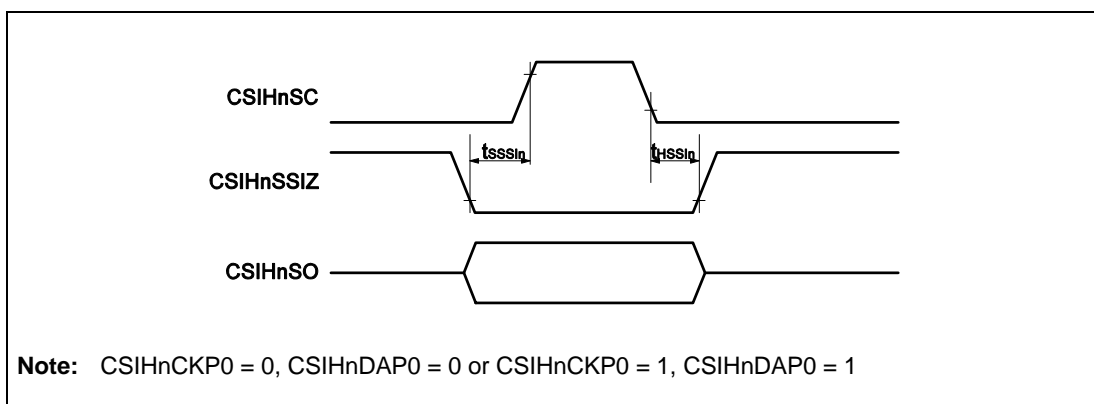 CSIHnSC
tSSSIn
tHSSIn
CSIHnSSIZ
CSIHnSO
Note: CSIHnCKP0 = 0, CSIHnDAP0 = 0 or CSIHnCKP0 = 1, CSIHnDAP0 = 1